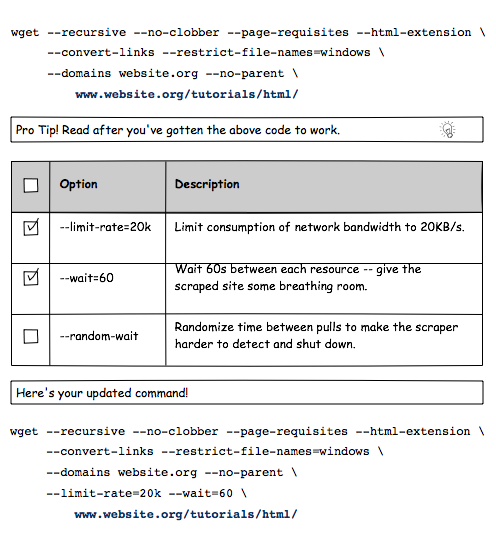 wget --recursive --no-clobber --page-requisites --html-extension \
--convert-links --restrict-file-names=windows \
--domains website.org --no-parent \
www.website.org/tutorials/html/
Pro Tip! Read after you've gotten the above code to work.
Option Description
--limit-rate=20k Limit consumption of network bandwidth to 20KB/s.
--wait=60 Wait 60s between each resource -- give the
scraped site some breathing room.
--random-wait Randomize time between pulls to make the scraper
harder to detect and shut down.
Here's your updated command!
wget --recursive --no-clobber --page-requisites --html-extension \
--convert-links --restrict-file-names=windows \
--domains website.org --no-parent \
--limit-rate=20k --wait=60 \
www.website.org/tutorials/html/